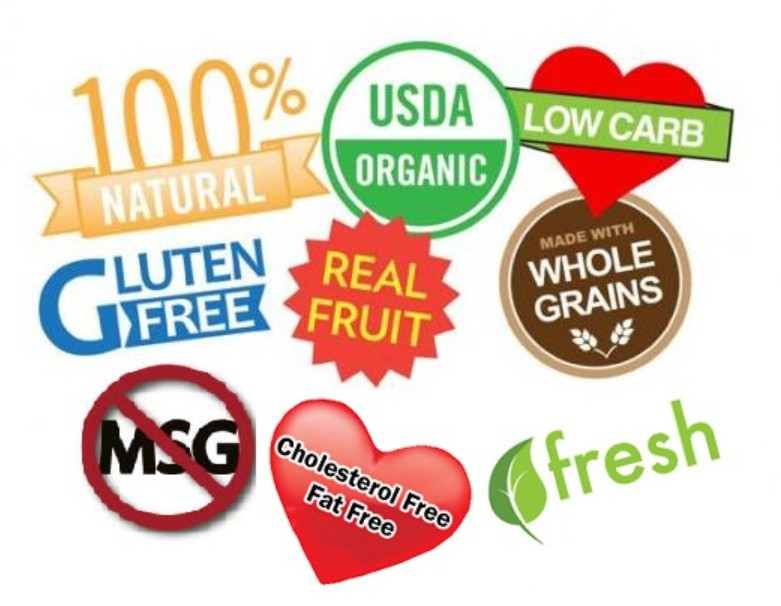 100%
NATURAL
USDA
ORGANIC
LOW CARB
GLUTEN
FREE
REAL
FRUIT
MADE WITH
WHOLE
GRAINS
MSG
Cholesterol Free
Fat Free
fresh